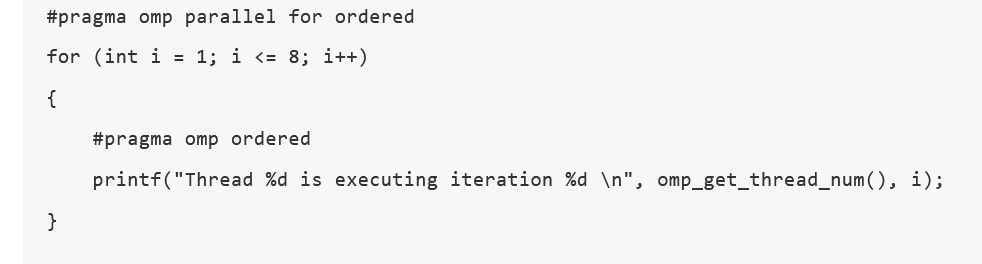 #pragma omp parallel for ordered
for (int i = 1; i <= 8; i++)
{
    #pragma omp ordered
    printf("Thread %d is executing iteration %d \n", omp_get_thread_num(), i);
}